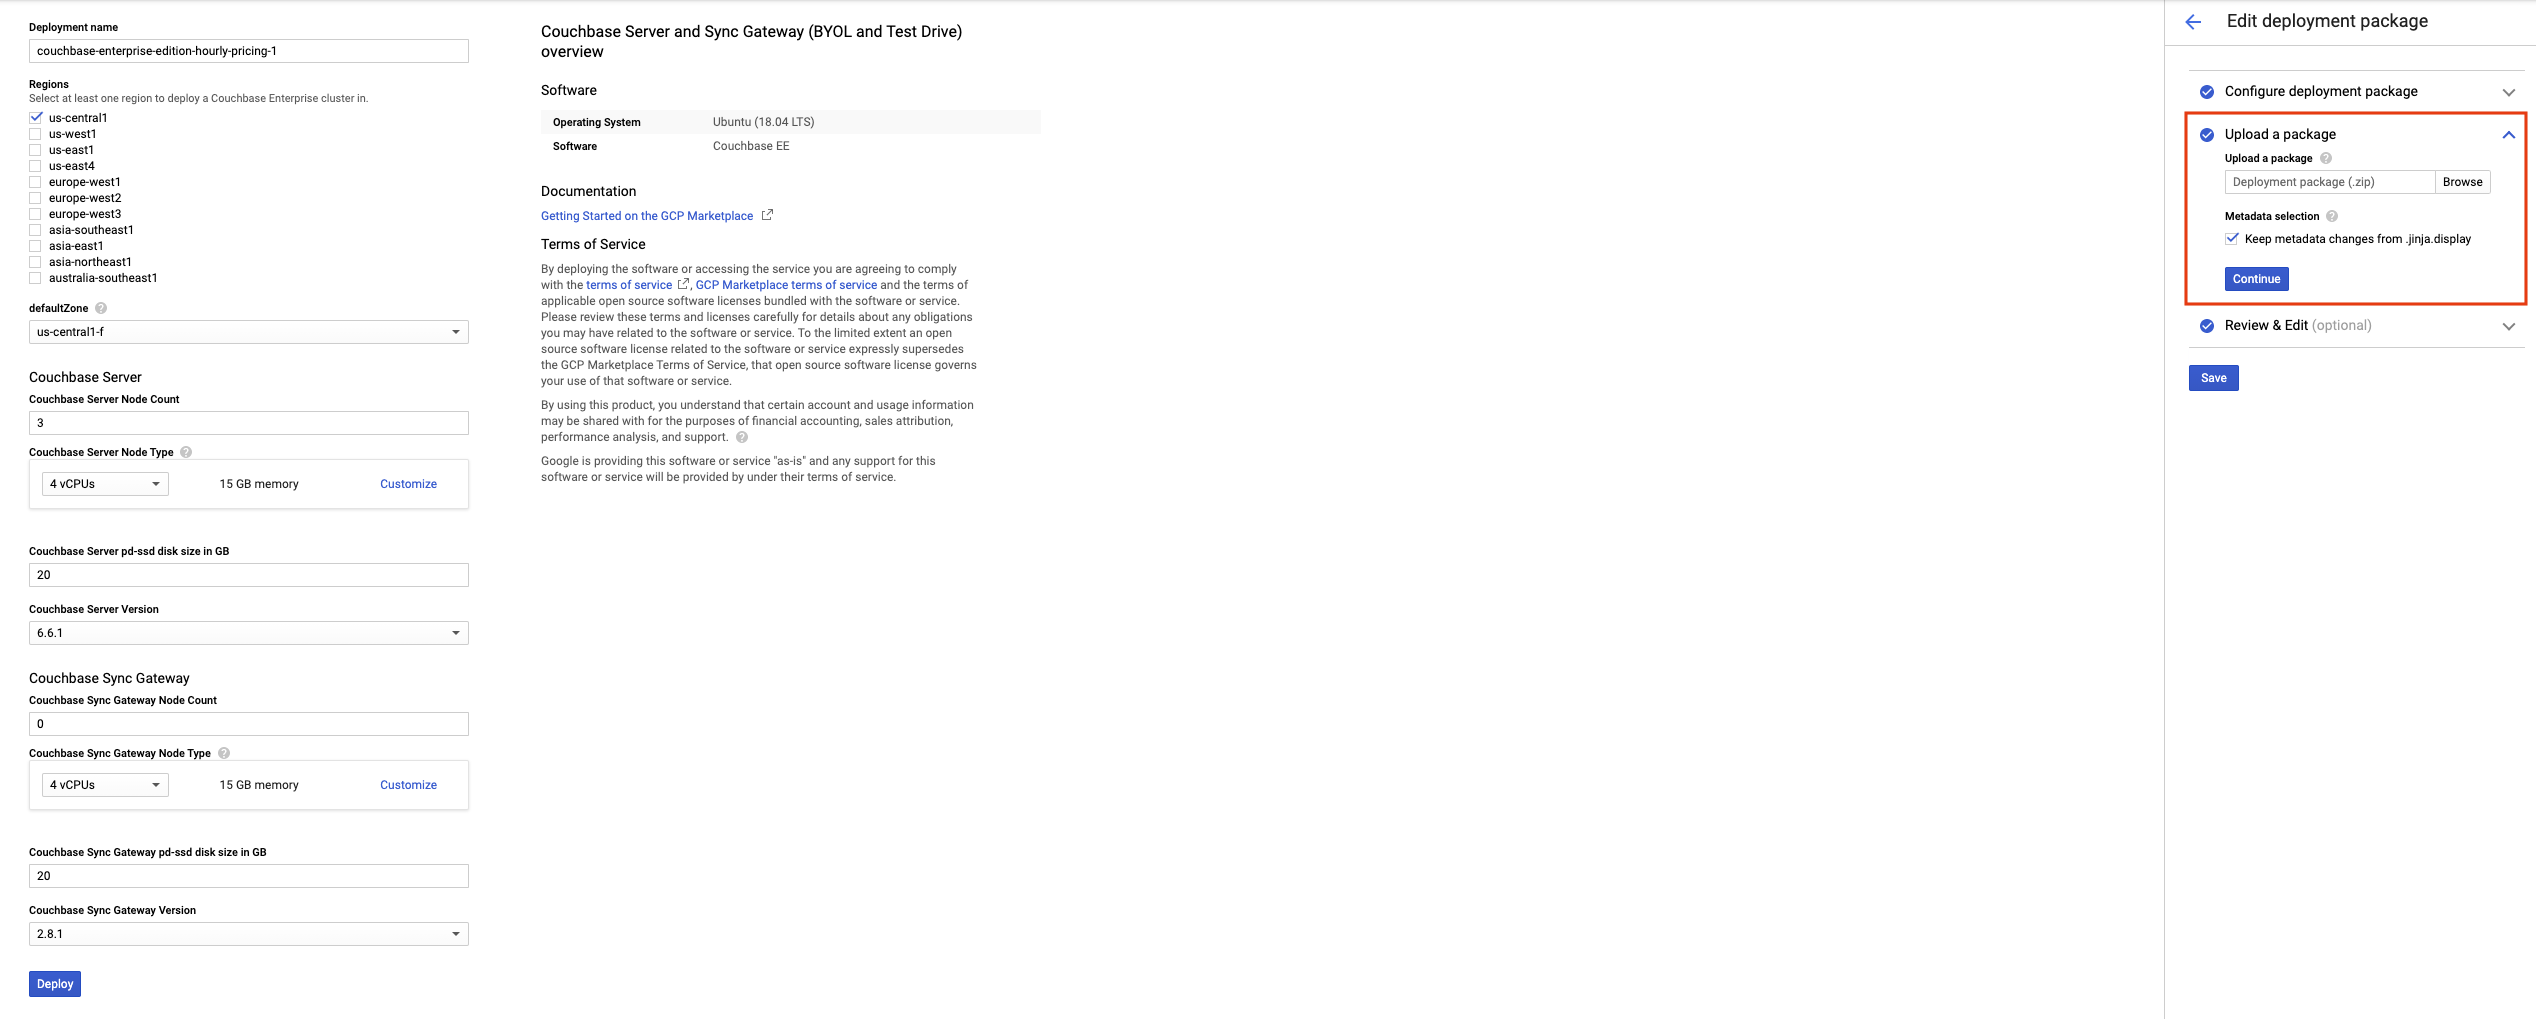 Deployment name
couchbase-enterprise-edition-hourly-pricing-1
Regions
Select at least one region to deploy a Couchbase Enterprise cluster in.
us-central1
us-west1
us-east1
us-east4
europe-west1
europe-west2
europe-west3
asia-southeast1
asia-east1
asia-northeast1
australia-southeast1
defaultZone
us-central1-f
Couchbase Server
Couchbase Server Node Count
3
Couchbase Server Node Type
4 vCPUs 15 GB memory Customize
Couchbase Server pd-ssd disk size in GB
20
Couchbase Server Version
6.6.1
Couchbase Sync Gateway
Couchbase Sync Gateway Node Count
0
Couchbase Sync Gateway Node Type
4 vCPUs 15 GB memory Customize
Couchbase Sync Gateway pd-ssd disk size in GB
20
Couchbase Sync Gateway Version
2.8.1
Deploy
Couchbase Server and Sync Gateway (BYOL and Test Drive)
overview
Software
Operating System Ubuntu (18.04 LTS)
Software Couchbase EE
Documentation
Getting Started on the GCP Marketplace
Terms of Service
By deploying the software or accessing the service you are agreeing to comply
with the terms of service , GCP Marketplace terms of service and the terms of
applicable open source software licenses bundled with the software or service.
Please review these terms and licenses carefully for details about any obligations
you may have related to the software or service. To the limited extent an open
source software license related to the software or service expressly supersedes
the GCP Marketplace Terms of Service, that open source software license governs
your use of that software or service.
By using this product, you understand that certain account and usage information
may be shared with for the purposes of financial accounting, sales attribution,
performance analysis, and support.
Google is providing this software or service "as-is" and any support for this
software or service will be provided by under their terms of service.
Edit deployment package
Configure deployment package
Upload a package
Upload a package
Deployment package (.zip) Browse
Metadata selection
Keep metadata changes from .jinja.display
Continue
Review & Edit (optional)
Save